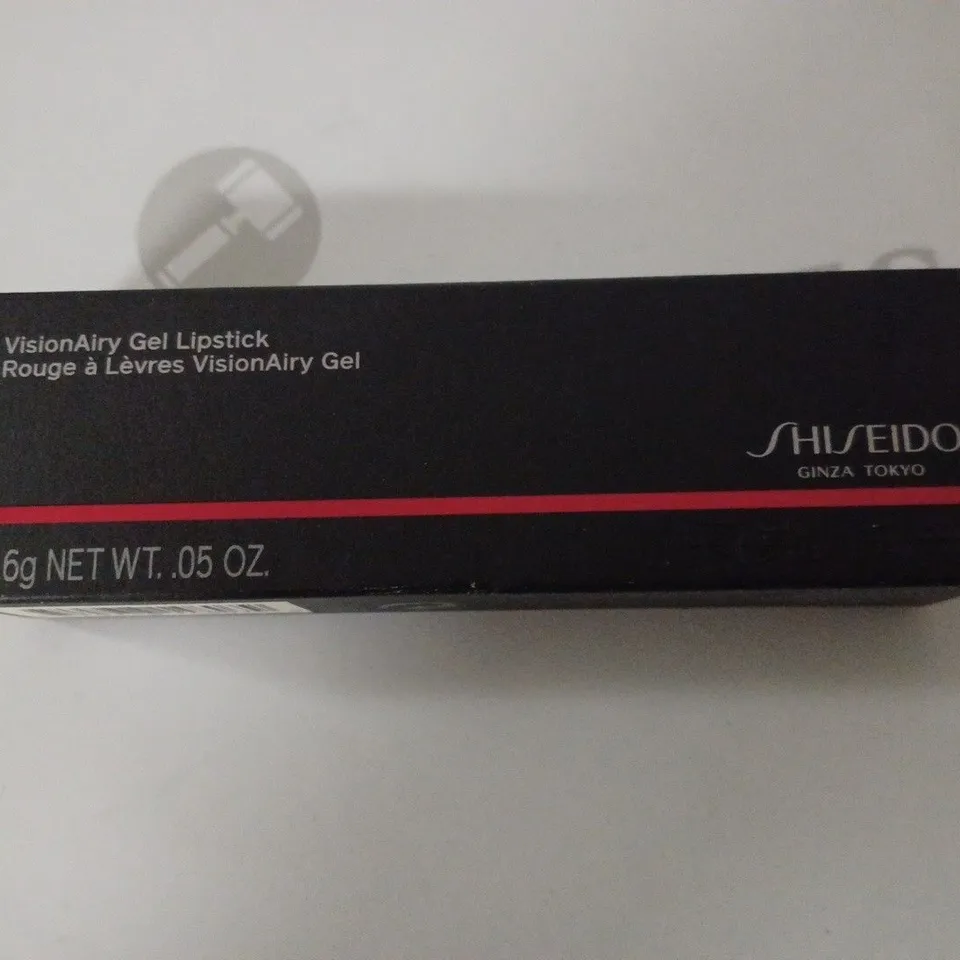 VisionAiry Gel Lipstick
Rouge à Lèvres VisionAiry Gel
SHISEIDO
GINZA TOKYO
6g NET WT. .05 OZ.